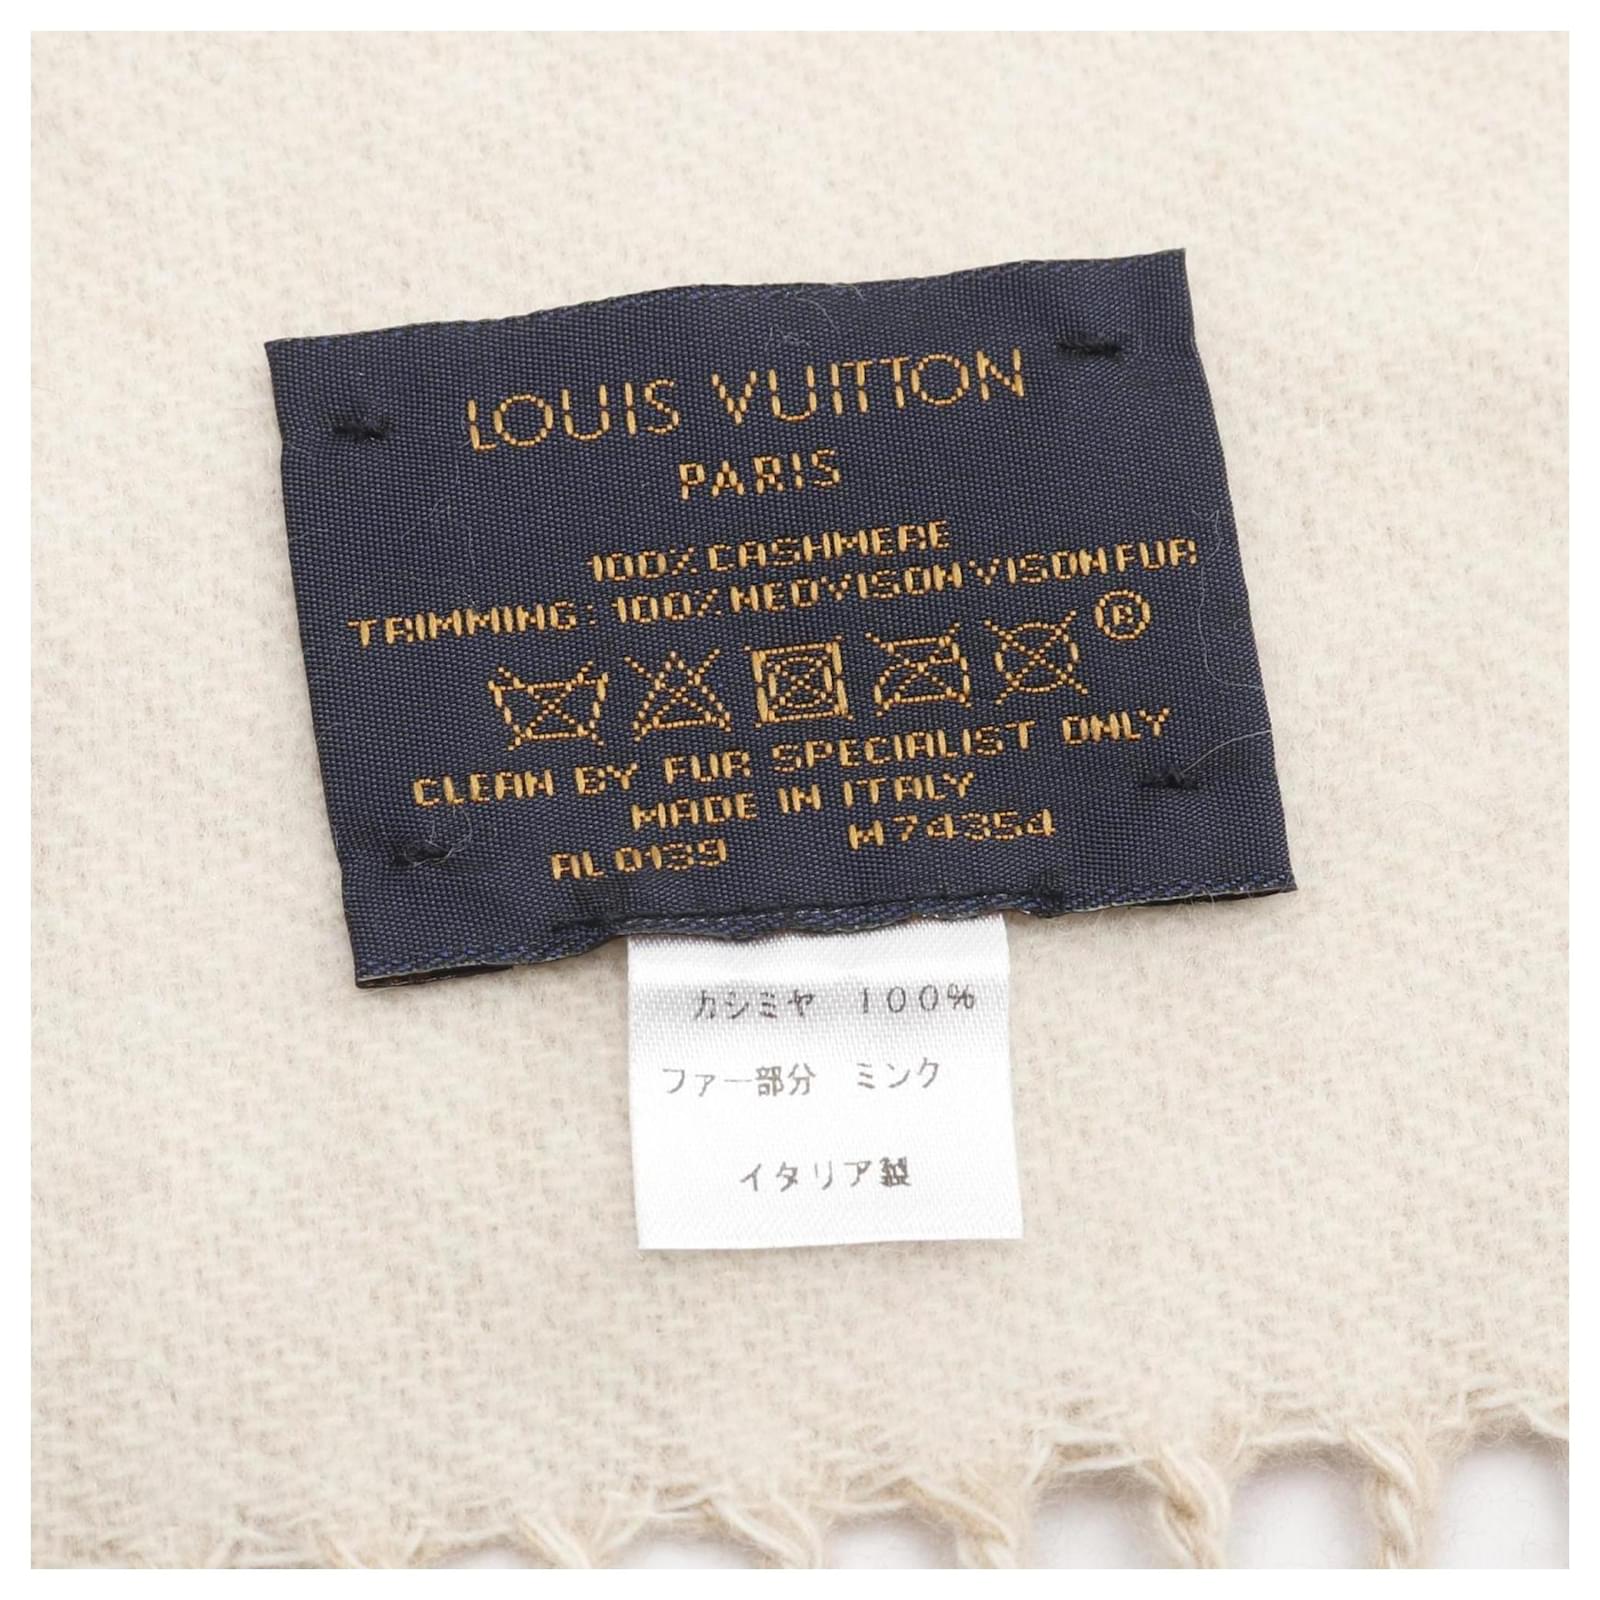 LOUIS VUITTON
PARIS
100% CASHMERE
TRIMMING: 100% NEOVISON VISON FUR
Ⓡ
CLEAN BY FUR SPECIALIST ONLY
MADE IN ITALY
AL0139 M74354
カシミヤ 100%
ファー部分 ミンク
イタリア製